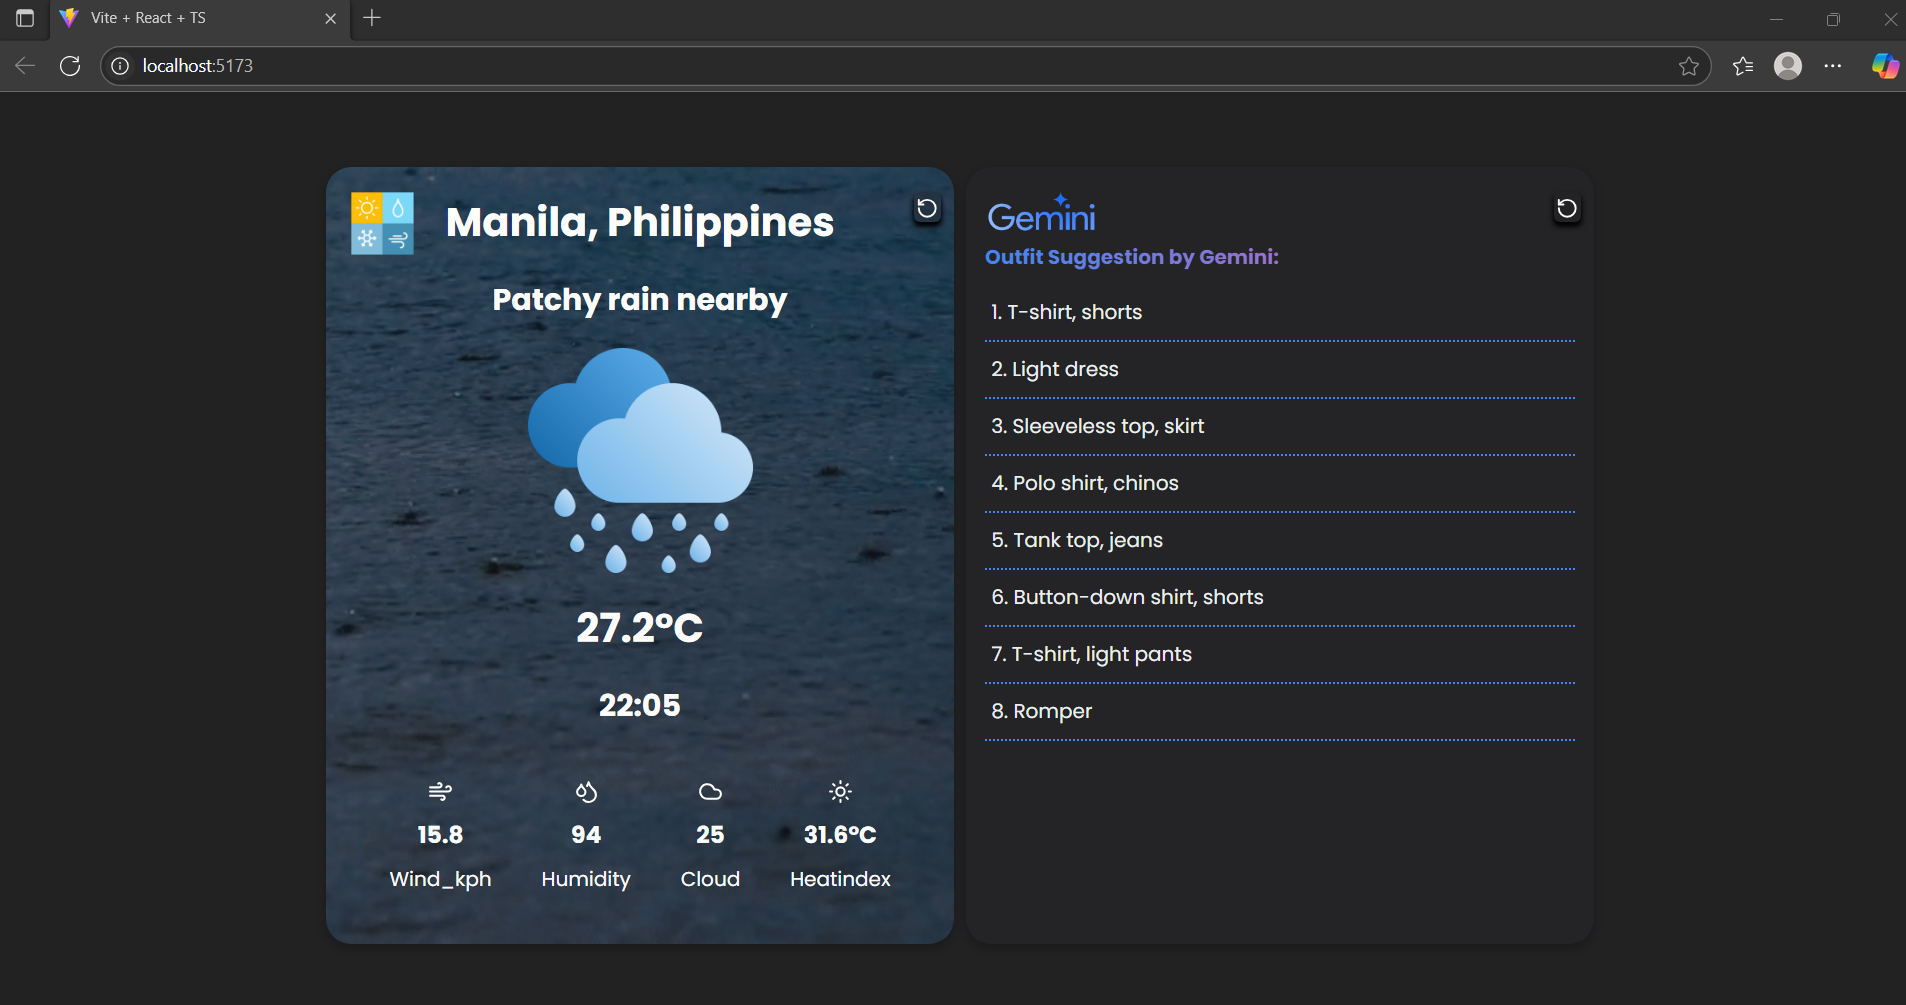 Vite + React + TS
localhost:5173
Manila, Philippines
Patchy rain nearby
27.2°C
22:05
15.8
94
25
31.6°C
Wind_kph
Humidity
Cloud
Heatindex
Gemini
Outfit Suggestion by Gemini:
1. T-shirt, shorts
2. Light dress
3. Sleeveless top, skirt
4. Polo shirt, chinos
5. Tank top, jeans
6. Button-down shirt, shorts
7. T-shirt, light pants
8. Romper